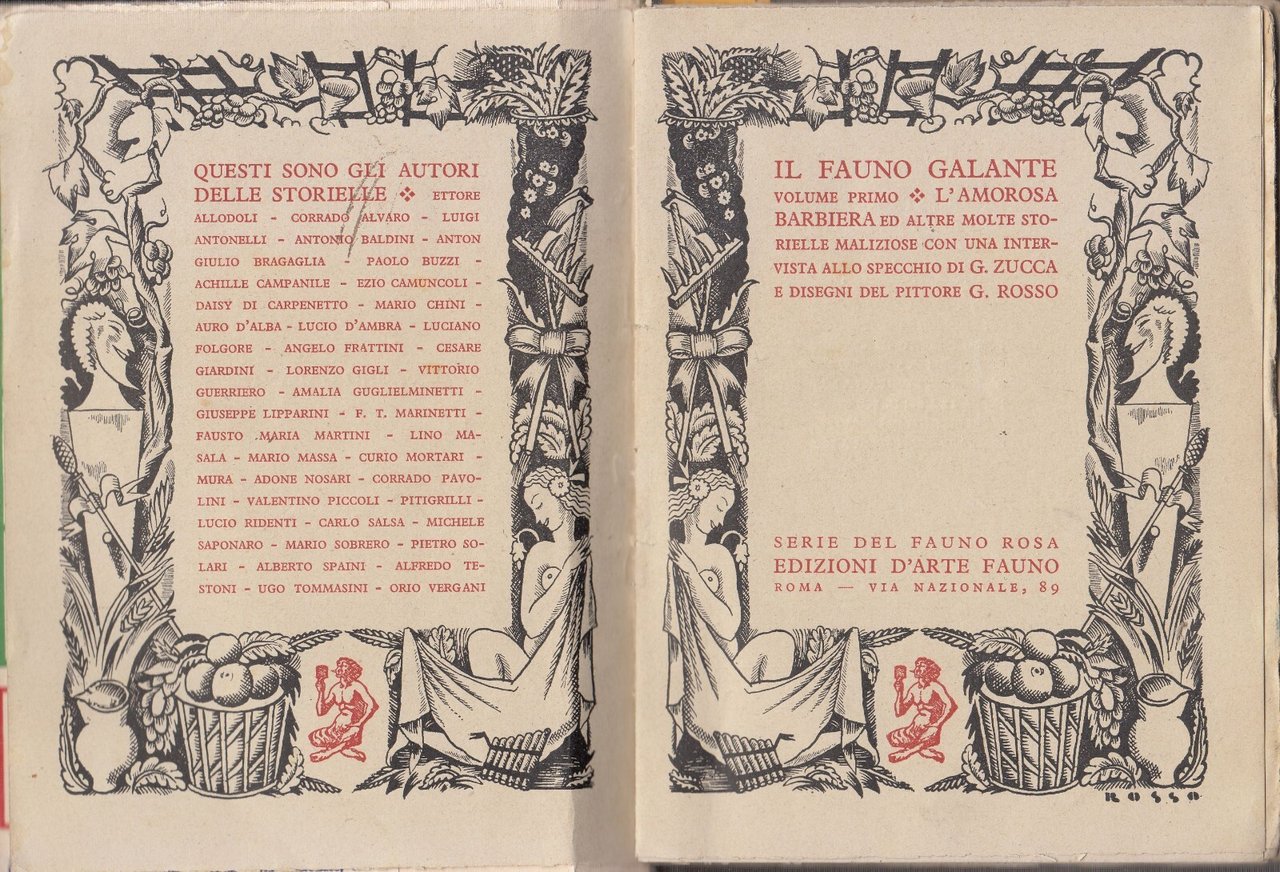 QUESTI SONO GLI AUTORI
DELLE STORIELLE ❖ ETTORE
ALLODOLI - CORRADO ALVARO - LUIGI
ANTONELLI - ANTONIO BALDINI - ANTON
GIULIO BRAGAGLIA - PAOLO BUZZI -
ACHILLE CAMPANILE - EZIO CAMUNCOLI -
DAISY DI CARPENETTO - MARIO CHINI -
AURO D'ALBA - LUCIO D'AMBRA - LUCIANO
FOLGORE - ANGELO FRATTINI - CESARE
GIARDINI - LORENZO GIGLI - VITTORIO
GUERRIERO - AMALIA GUGLIELMINETTI -
GIUSEPPE LIPPARINI - F. T. MARINETTI -
FAUSTO MARIA MARTINI - LINO MA-
SALA - MARIO MASSA - CURIO MORTARI -
MURA - ADONE NOSARI - CORRADO PAVO-
LINI - VALENTINO PICCOLI - PITIGRILLI -
LUCIO RIDENTI - CARLO SALSA - MICHELE
SAPONARO - MARIO SOBRERO - PIETRO SO-
LARI - ALBERTO SPAINI - ALFREDO TE-
STONI - UGO TOMMASINI - ORIO VERGANI
IL FAUNO GALANTE
VOLUME PRIMO ❖ L'AMOROSA
BARBIERA ED ALTRE MOLTE STO-
RIELLE MALIZIOSE CON UNA INTER-
VISTA ALLO SPECCHIO DI G. ZUCCA
E DISEGNI DEL PITTORE G. ROSSO
SERIE DEL FAUNO ROSA
EDIZIONI D'ARTE FAUNO
ROMA — VIA NAZIONALE, 89
ROSSO